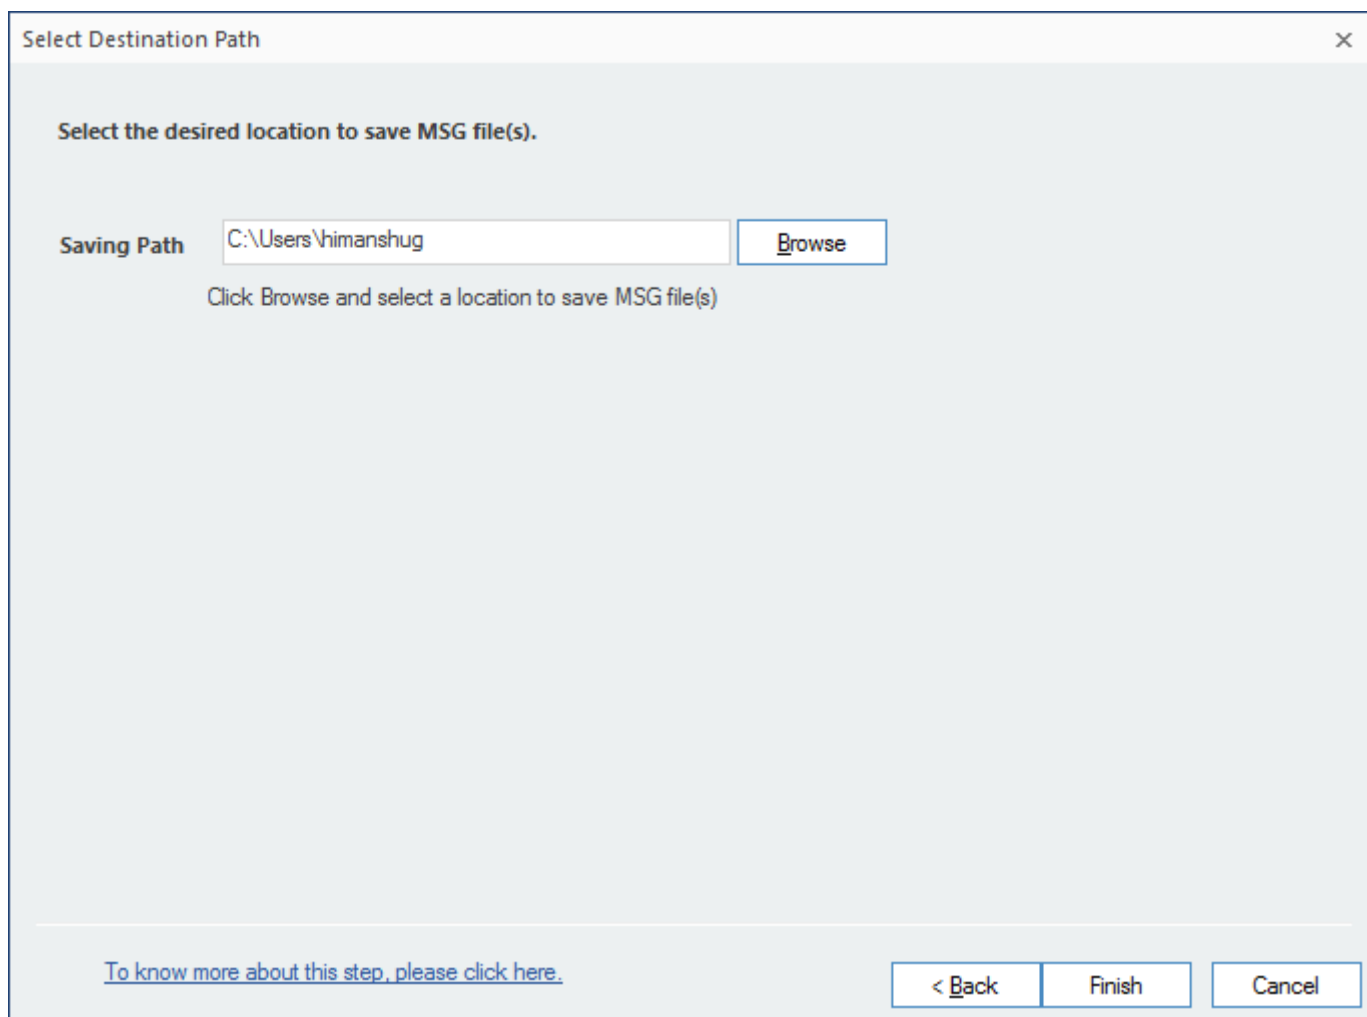 Select Destination Path
Select the desired location to save MSG file(s).
Saving Path C:\Users\himanshug Browse
Click Browse and select a location to save MSG file(s)
To know more about this step, please click here.
< Back Finish Cancel